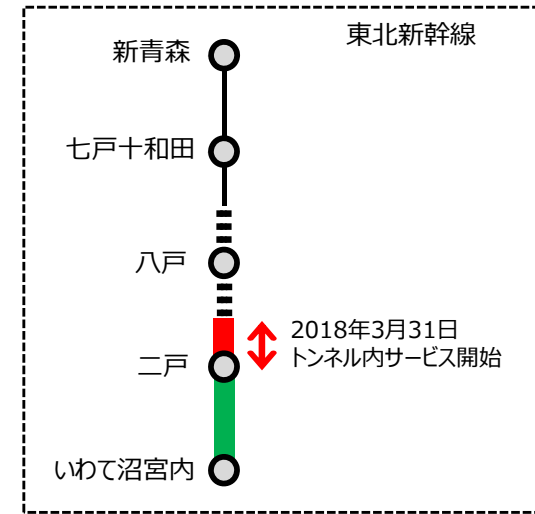 東北新幹線
新青森
七戸十和田
八戸
2018年3月31日
トンネル内サービス開始
二戸
いわて沼宮内